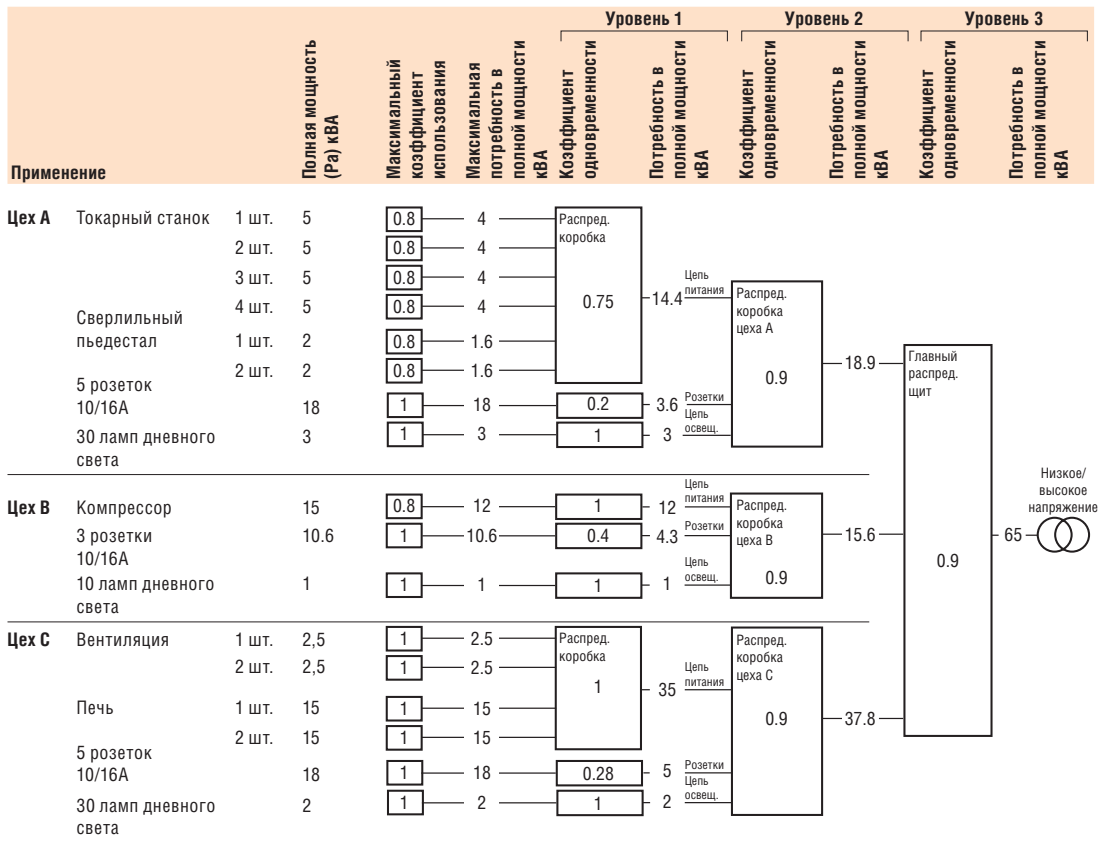 Уровень 1 Уровень 2 Уровень 3
Применение
Полная мощность
(Pa) кВА
Максимальный
коэффициент
использования
Максимальная
потребность в
полной мощности
кВА
Коэффициент
одновременности
Потребность в
полной мощности
кВА
Коэффициент
одновременности
Потребность в
полной мощности
кВА
Коэффициент
одновременности
Потребность в
полной мощности
кВА
Цех А Токарный станок 1 шт. 5 0.8 4 Распред.
коробка
2 шт. 5 0.8 4
3 шт. 5 0.8 4
Цепь
питания
0.75 14.4 Распред.
коробка
цеха А
4 шт. 5 0.8 4
Сверлильный
пьедестал 1 шт. 2 0.8 1.6
2 шт. 2 0.8 1.6
0.9 18.9 Главный
распред.
щит
5 розеток
10/16А 18 1 18 0.2 3.6 Розетки
Цепь
освещ.
30 ламп дневного
света 3 1 3 1 3
Низкое/
высокое
напряжение
Цех В Компрессор 15 0.8 12 1 12 Цепь
питания
Распред.
коробка
цеха В
3 розетки
10/16А 10.6 1 10.6 0.4 4.3 Розетки
15.6 65
0.9
Цепь
освещ.
10 ламп дневного
света 1 1 1 1 1 0.9
Цех С Вентиляция 1 шт. 2,5 1 2.5 Распред.
коробка
Распред.
коробка
цеха С
2 шт. 2,5 1 2.5
1 35 Цепь
питания
Печь 1 шт. 15 1 15
0.9 37.8
2 шт. 15 1 15
5 розеток
10/16А 18 1 18 0.28 5 Розетки
Цепь
освещ.
30 ламп дневного
света 2 1 2 1 2